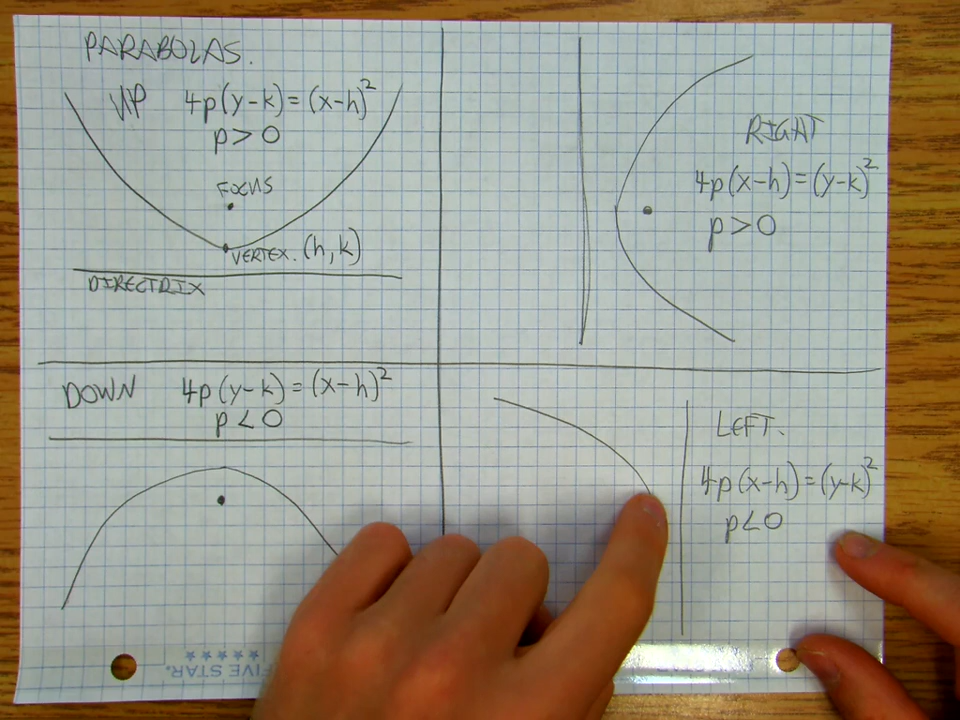 PARABOLAS.
UP 4p(y-k)=(x-h)²
p>0
FOCUS
VERTEX. (h,k)
DIRECTRIX
RIGHT
4p(x-h)=(y-k)²
p>0
DOWN 4p(y-k)=(x-h)²
p<0
LEFT.
4p(x-h)=(y-k)²
p<0
FIVE STAR.